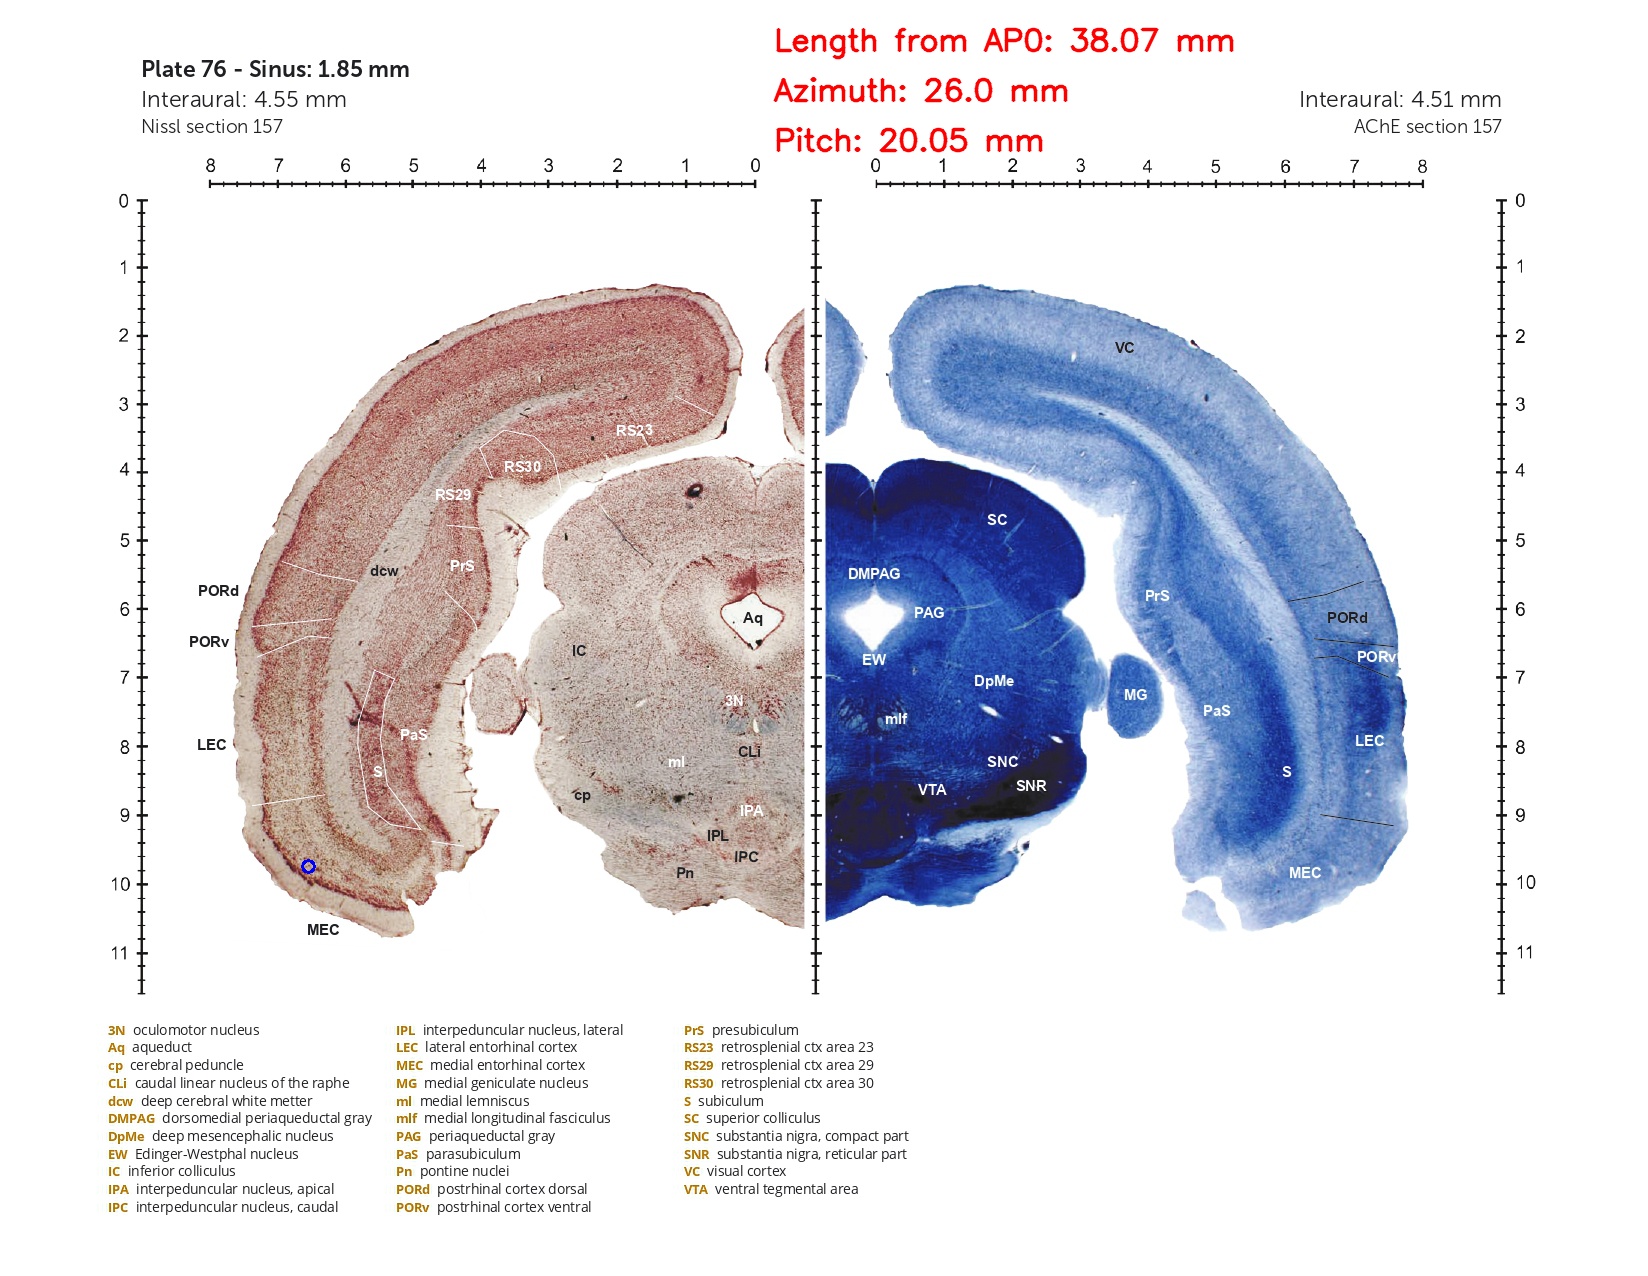 Length from AP0: 38.07 mm
Plate 76 - Sinus: 1.85 mm
Azimuth: 26.0 mm
Interaural: 4.55 mm
Interaural: 4.51 mm
Nissl section 157
AChE section 157
Pitch: 20.05 mm
8 7 6 5 4 3 2 1 0
0 1 2 3 4 5 6 7 8
0 0
1 1
2 2
VC
3 3
RS23
4 4
RS30
RS29
SC
5 5
PrS
dcw
DMPAG
PORd
PrS
6 6
Aq
PAG
PORd
PORv
IC
EW
PORv
7 7
DpMe
MG
3N
PaS
mlf
PaS
LEC
LEC
8 8
CLi
ml
SNC
S
S
SNR
cp
VTA
9 9
IPA
IPL
IPC
Pn
MEC
10 10
MEC
11 11
3N oculomotor nucleus
Aq aqueduct
cp cerebral peduncle
CLi caudal linear nucleus of the raphe
dcw deep cerebral white metter
DMPAG dorsomedial periaqueductal gray
DpMe deep mesencephalic nucleus
EW Edinger-Westphal nucleus
IC inferior colliculus
IPA interpeduncular nucleus, apical
IPC interpeduncular nucleus, caudal
IPL interpeduncular nucleus, lateral
LEC lateral entorhinal cortex
MEC medial entorhinal cortex
MG medial geniculate nucleus
ml medial lemniscus
mlf medial longitudinal fasciculus
PAG periaqueductal gray
PaS parasubiculum
Pn pontine nuclei
PORd postrhinal cortex dorsal
PORv postrhinal cortex ventral
PrS presubiculum
RS23 retrosplenial ctx area 23
RS29 retrosplenial ctx area 29
RS30 retrosplenial ctx area 30
S subiculum
SC superior colliculus
SNC substantia nigra, compact part
SNR substantia nigra, reticular part
VC visual cortex
VTA ventral tegmental area